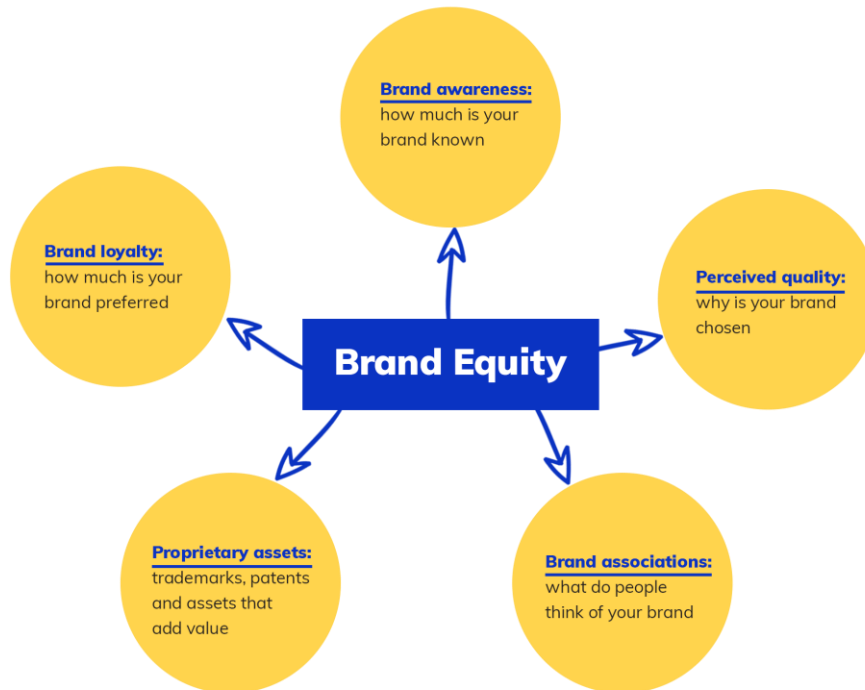 Brand awareness:
how much is your
brand known
Brand loyalty:
how much is your
brand preferred
Perceived quality:
why is your brand
chosen
Brand Equity
Proprietary assets:
trademarks, patents
and assets that
add value
Brand associations:
what do people
think of your brand